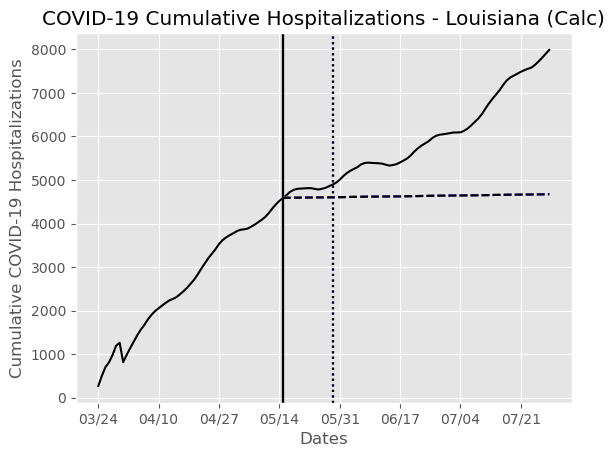 COVID-19 Cumulative Hospitalizations - Louisiana (Calc)
Cumulative COVID-19 Hospitalizations
8000
7000
6000
5000
4000
3000
2000
1000
0
03/24 04/10 04/27 05/14 05/31 06/17 07/04 07/21
Dates